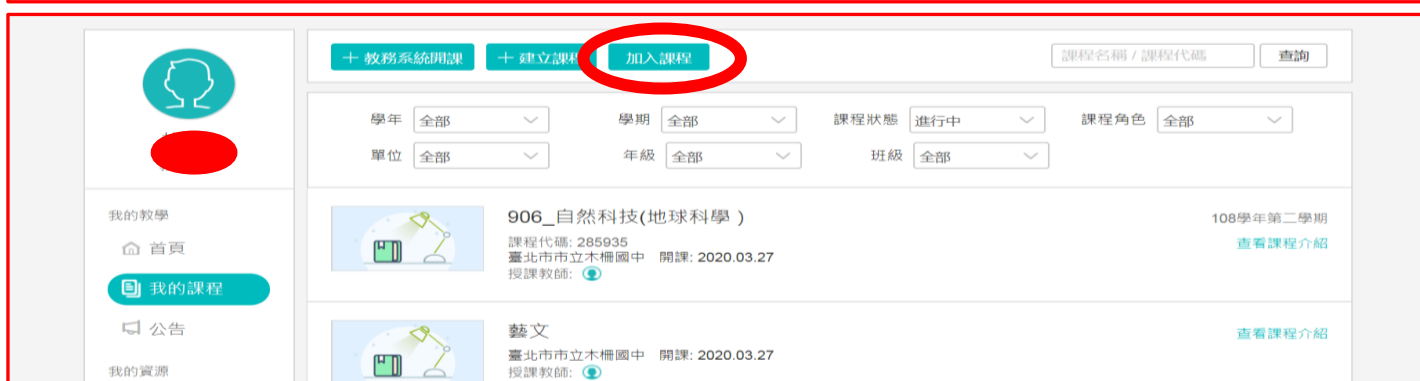 + 教務系統開課
+ 建立課程
加入課程
課程名稱 / 課程代碼
查詢
學年 全部
學期 全部
課程狀態 進行中
課程角色 全部
單位 全部
年級 全部
班級 全部
我的教學
首頁
我的課程
公告
我的資源
906_自然科技(地球科學 )
108學年第二學期
課程代碼: 285935
查看課程介紹
臺北市市立木柵國中 開課: 2020.03.27
授課教師:
藝文
查看課程介紹
臺北市市立木柵國中 開課: 2020.03.27
授課教師: